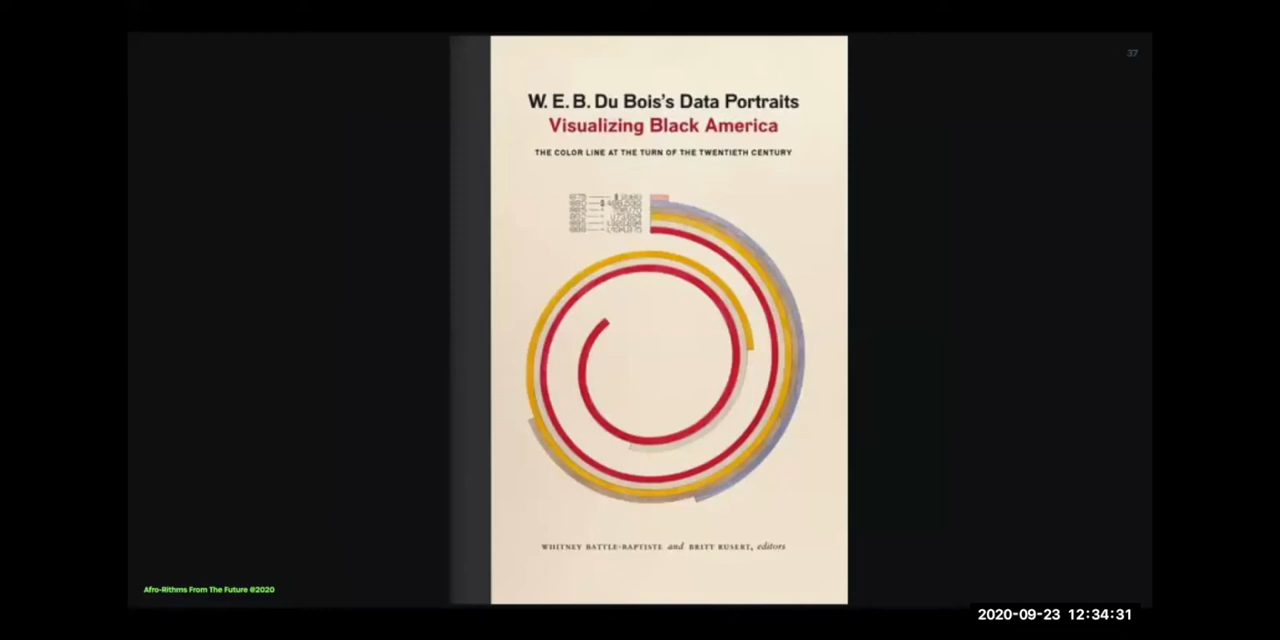 37
W. E. B. Du Bois's Data Portraits
Visualizing Black America
THE COLOR LINE AT THE TURN OF THE TWENTIETH CENTURY
WHITNEY BATTLE-BAPTISTE and BRITT RUSERT, editors
Afro-Rithms From The Future @2020
2020-09-23 12:34:31